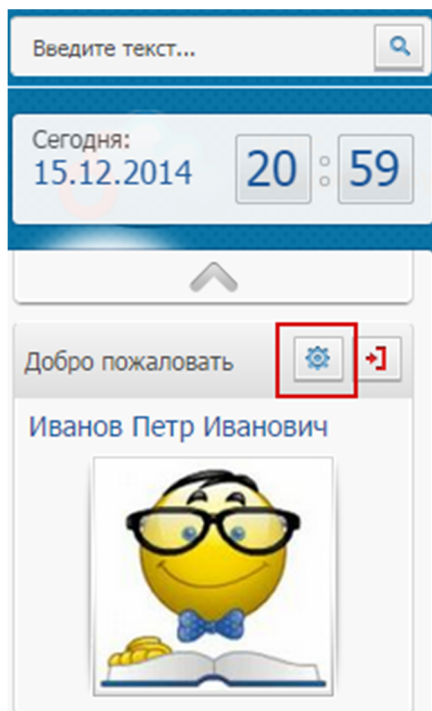 Введите текст...
Сегодня:
15.12.2014
20 : 59
Добро пожаловать
Иванов Петр Иванович